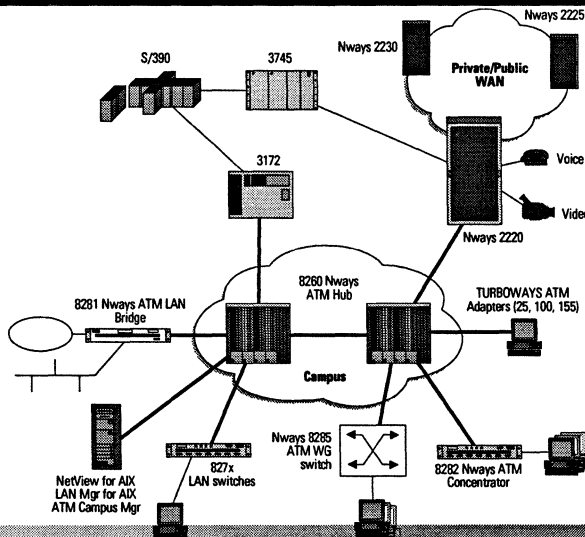 Nways 2225
Nways 2230
Private/Public
WAN
S/390
3745
Voice
3172
Video
Nways 2220
8260 Nways
ATM Hub
8281 Nways ATM LAN
Bridge
TURBOWAYS ATM
Adapters (25, 100, 155)
Campus
Nways 8285
ATM WG
switch
827x
LAN switches
8282 Nways ATM
Concentrator
NetView for AIX
LAN Mgr for AIX
ATM Campus Mgr